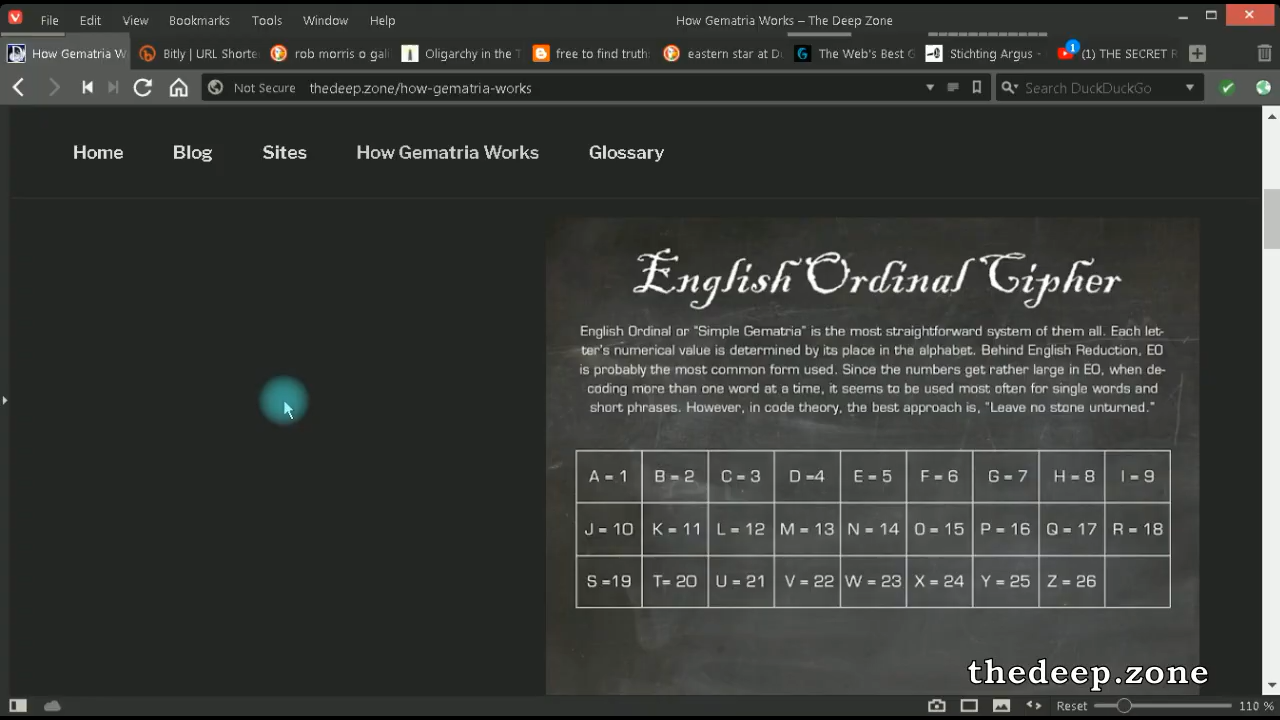 File Edit View Bookmarks Tools Window Help How Gematria Works – The Deep Zone
How Gematria W Bitly | URL Shorte rob morris o gal Oligarchy in the T free to find truth: eastern star at Du The Web's Best G Stichting Argus - (1) THE SECRET R
Not Secure thedeep.zone/how-gematria-works Search DuckDuckGo
Home Blog Sites How Gematria Works Glossary
English Ordinal Cipher
English Ordinal or "Simple Gematria" is the most straightforward system of them all. Each let-
ter's numerical value is determined by its place in the alphabet. Behind English Reduction, EO
is probably the most common form used. Since the numbers get rather large in EO, when de-
coding more than one word at a time, it seems to be used most often for single words and
short phrases. However, in code theory, the best approach is, "Leave no stone unturned."
A = 1 B = 2 C = 3 D =4 E = 5 F = 6 G = 7 H = 8 I = 9
J = 10 K = 11 L = 12 M = 13 N = 14 O = 15 P = 16 Q = 17 R = 18
S =19 T= 20 U = 21 V = 22 W = 23 X = 24 Y = 25 Z = 26
thedeep.zone
Reset 110 %